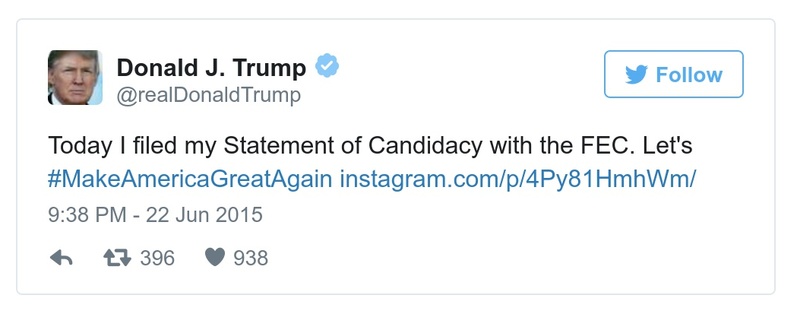 Donald J. Trump
@realDonaldTrump
Follow
Today I filed my Statement of Candidacy with the FEC. Let's
#MakeAmericaGreatAgain instagram.com/p/4Py81HmhWm/
9:38 PM - 22 Jun 2015
396 938